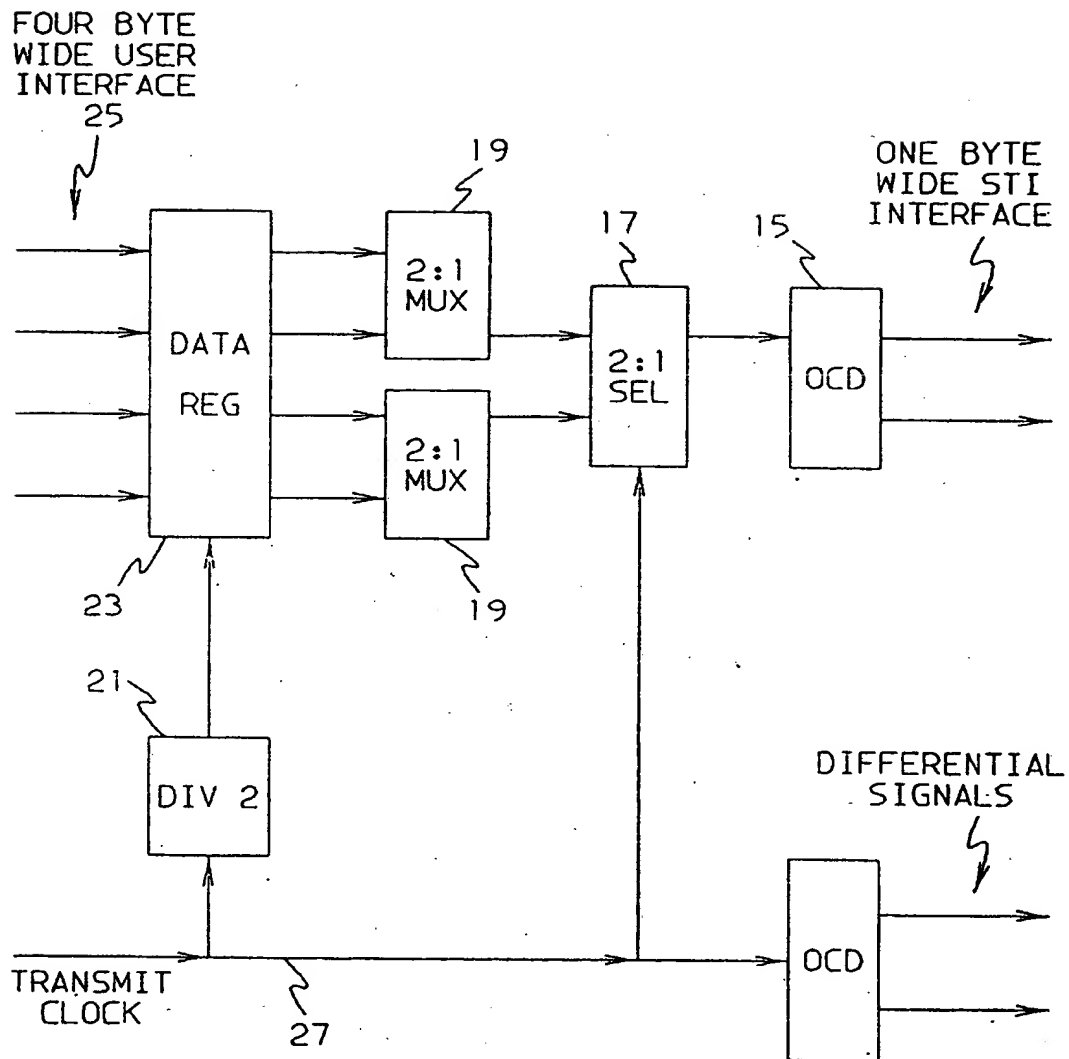 FOUR BYTE
WIDE USER
INTERFACE
25
19
ONE BYTE
WIDE STI
INTERFACE
17
15
2:1
MUX
DATA
REG
2:1
SEL
OCD
2:1
MUX
23
19
21
DIV 2
DIFFERENTIAL
SIGNALS
OCD
TRANSMIT
CLOCK
27